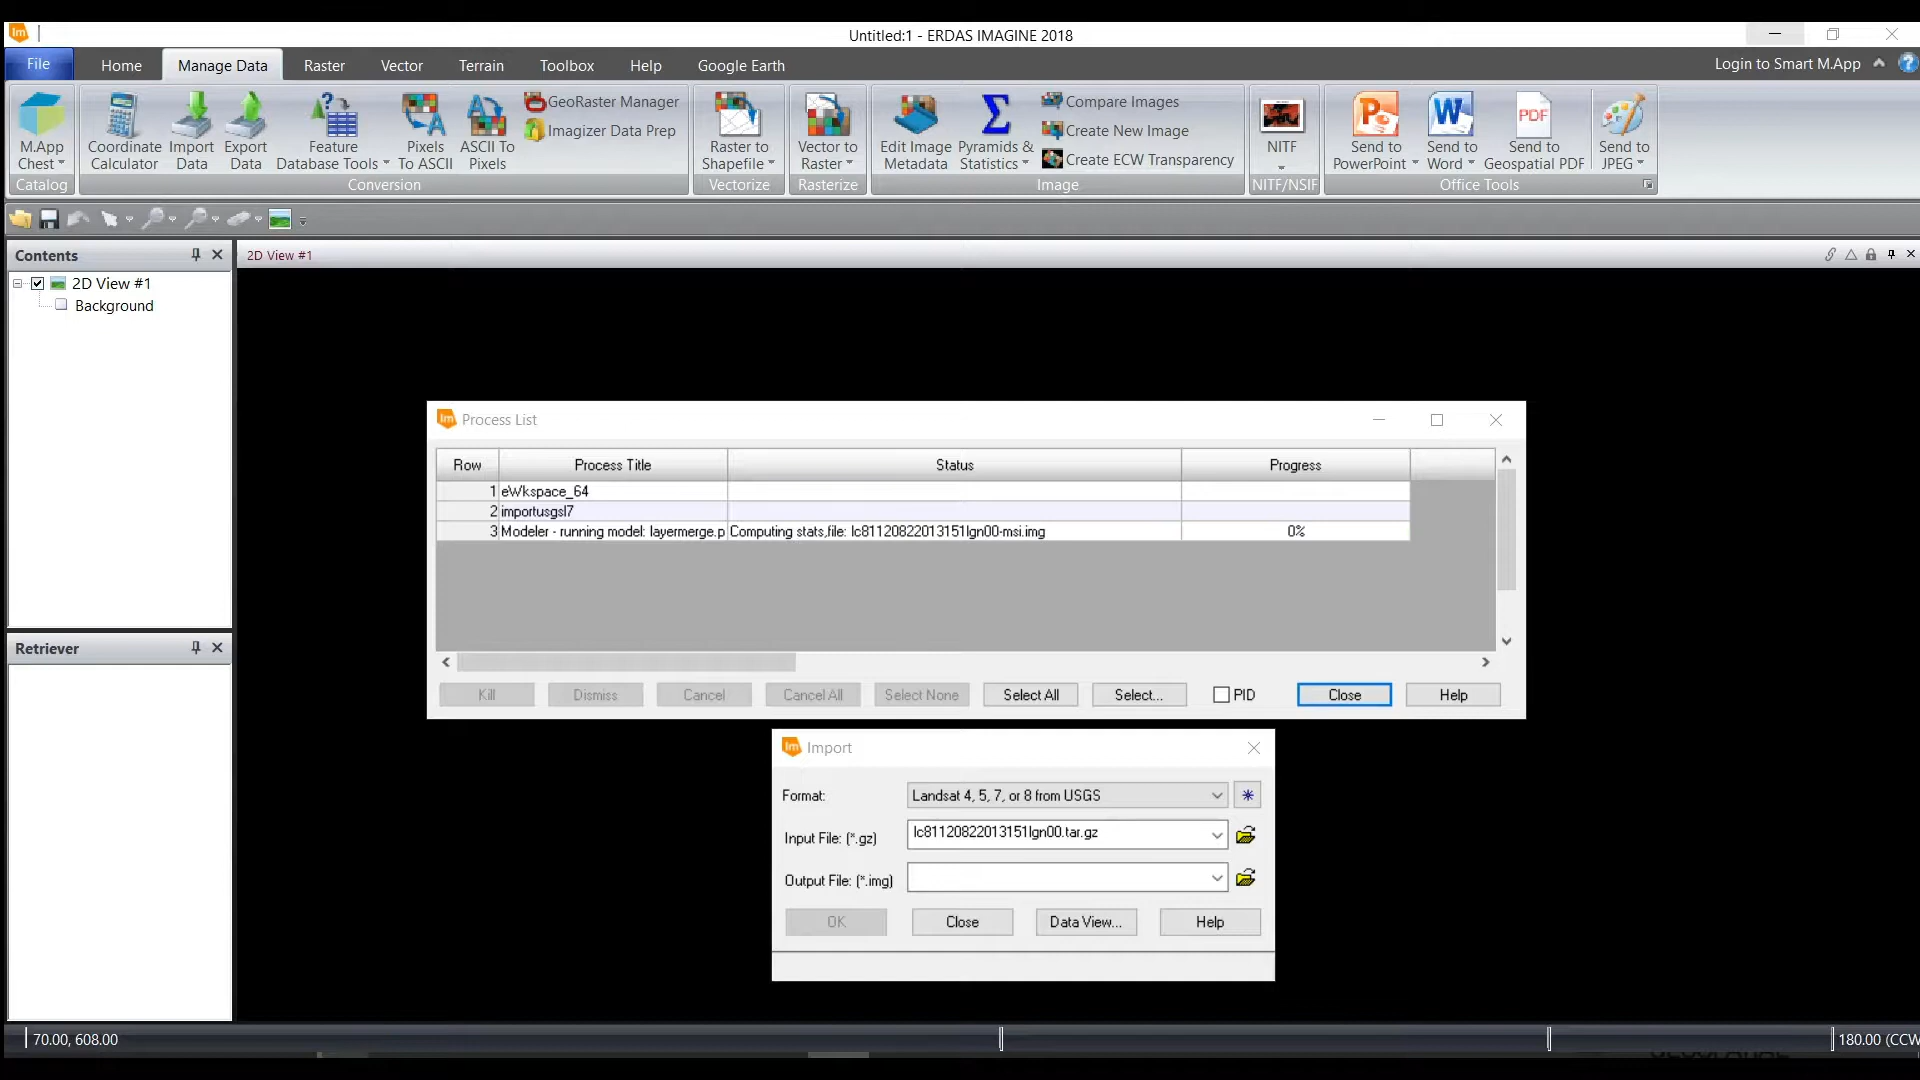 Im
Untitled:1 - ERDAS IMAGINE 2018
File
Home
Manage Data
Raster
Vector
Terrain
Toolbox
Help
Google Earth
Login to Smart M.App
M.App Chest
Catalog
Coordinate Calculator
Import Data
Export Data
Feature Database Tools
Pixels To ASCII
ASCII To Pixels
GeoRaster Manager
Imagizer Data Prep
Conversion
Raster to Shapefile
Vectorize
Vector to Raster
Rasterize
Edit Image Metadata
Pyramids & Statistics
Compare Images
Create New Image
Create ECW Transparency
Image
NITF
NITF/NSIF
Send to PowerPoint
Send to Word
PDF
Send to Geospatial PDF
Send to JPEG
Office Tools
Contents
2D View #1
Background
Retriever
2D View #1
Im
Process List
Row
Process Title
Status
Progress
1 eWkspace_64
2 importusgsl7
3 Modeler - running model: layermerge.p Computing stats,file: lc81120822013151lgn00-msi.img 0%
Kill
Dismiss
Cancel
Cancel All
Select None
Select All
Select...
PID
Close
Help
Im
Import
Format: Landsat 4, 5, 7, or 8 from USGS
Input File: (*.gz) lc81120822013151lgn00.tar.gz
Output File: (*.img)
OK
Close
Data View...
Help
70.00, 608.00
180.00 (CCW